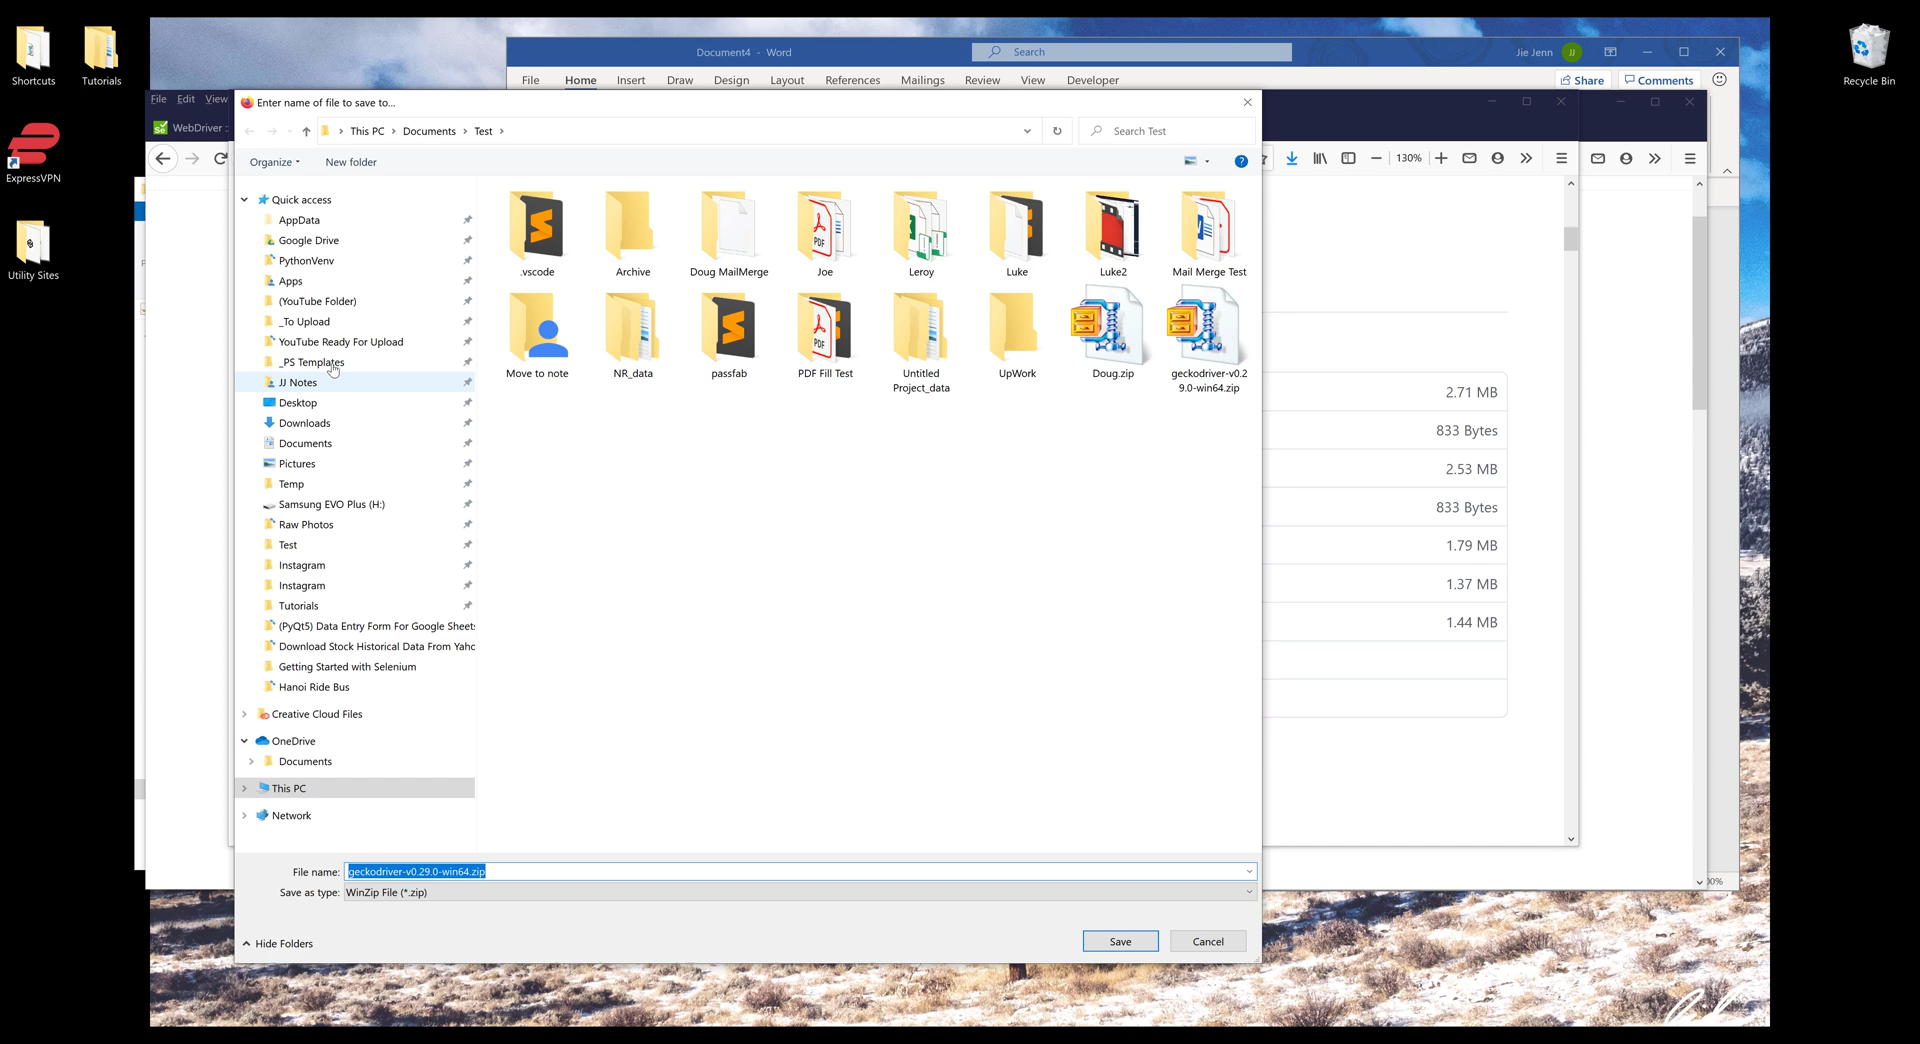 Shortcuts
Tutorials
ExpressVPN
Utility Sites
Recycle Bin
Document4 - Word
Search
Jie Jenn
JJ
File Home Insert Draw Design Layout References Mailings Review View Developer
Share
Comments
File Edit View
WebDriver ::
Enter name of file to save to...
This PC > Documents > Test >
Search Test
Organize
New folder
130%
Quick access
AppData
Google Drive
PythonVenv
Apps
(YouTube Folder)
_To Upload
YouTube Ready For Upload
_PS Templates
JJ Notes
Desktop
Downloads
Documents
Pictures
Temp
Samsung EVO Plus (H:)
Raw Photos
Test
Instagram
Instagram
Tutorials
(PyQt5) Data Entry Form For Google Sheet
Download Stock Historical Data From Yaho
Getting Started with Selenium
Hanoi Ride Bus
Creative Cloud Files
OneDrive
Documents
This PC
Network
.vscode
Archive
Doug MailMerge
Joe
Leroy
Luke
Luke2
Mail Merge Test
Move to note
NR_data
passfab
PDF Fill Test
Untitled
Project_data
UpWork
Doug.zip
geckodriver-v0.2
9.0-win64.zip
2.71 MB
833 Bytes
2.53 MB
833 Bytes
1.79 MB
1.37 MB
1.44 MB
File name: geckodriver-v0.29.0-win64.zip
Save as type: WinZip File (*.zip)
Hide Folders
Save
Cancel
00%